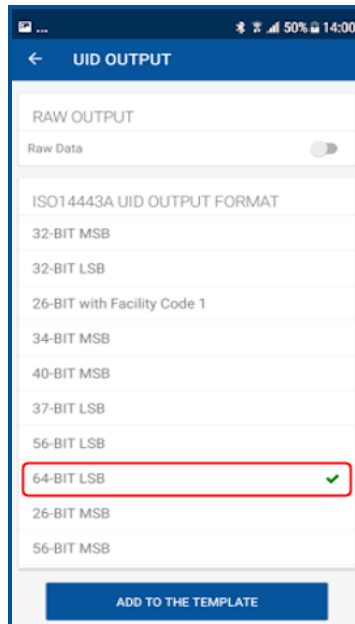 ... 50% 14:00
UID OUTPUT
RAW OUTPUT
Raw Data
ISO14443A UID OUTPUT FORMAT
32-BIT MSB
32-BIT LSB
26-BIT with Facility Code 1
34-BIT MSB
40-BIT MSB
37-BIT LSB
56-BIT LSB
64-BIT LSB
26-BIT MSB
56-BIT MSB
ADD TO THE TEMPLATE